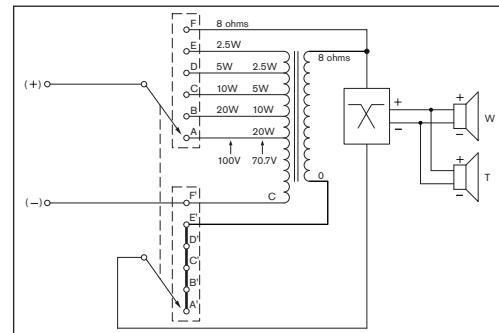 F 8 ohms
E 2.5W 8 ohms
D 5W 2.5W
(+) C 10W 5W
B 20W 10W
A 20W
100V 70.7V
+ + W
− −
+ T
−
0
(−) F' C
E'
D'
C'
B'
A'